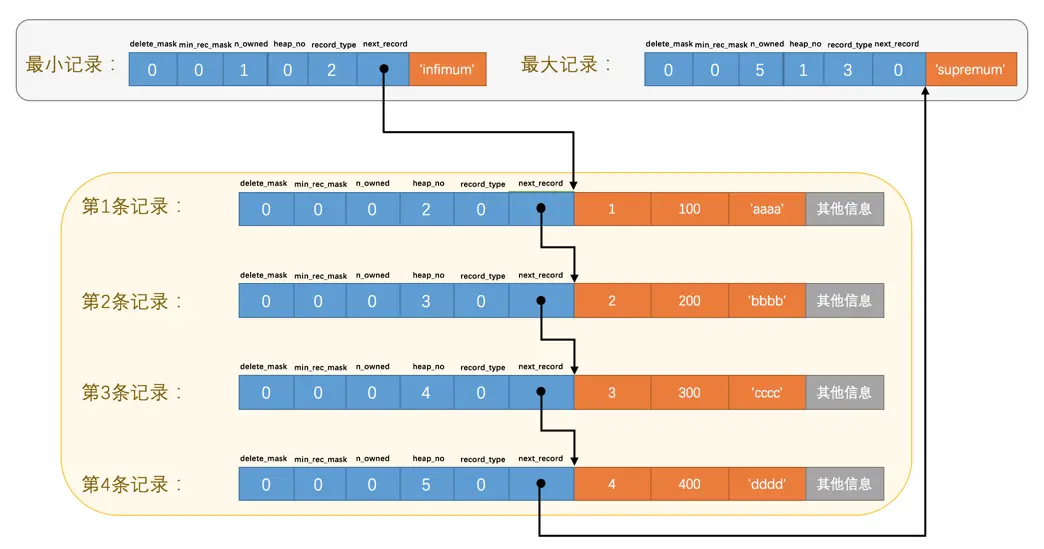 delete_mask min_rec_mask n_owned heap_no record_type next_record
最小记录： 0 0 1 0 2 'infimum'
delete_mask min_rec_mask n_owned heap_no record_type next_record
最大记录： 0 0 5 1 3 0 'supremum'
delete_mask min_rec_mask n_owned heap_no record_type next_record
第1条记录： 0 0 0 2 0 1 100 'aaaa' 其他信息
delete_mask min_rec_mask n_owned heap_no record_type next_record
第2条记录： 0 0 0 3 0 2 200 'bbbb' 其他信息
delete_mask min_rec_mask n_owned heap_no record_type next_record
第3条记录： 0 0 0 4 0 3 300 'cccc' 其他信息
delete_mask min_rec_mask n_owned heap_no record_type next_record
第4条记录： 0 0 0 5 0 4 400 'dddd' 其他信息